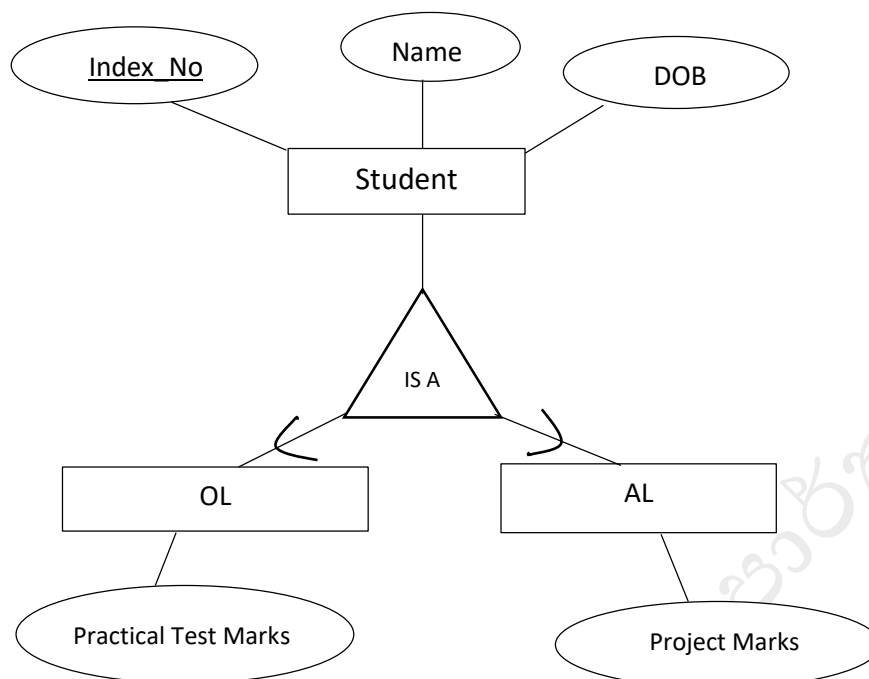 Index_No
Name
DOB
Student
IS A
OL
AL
Practical Test Marks
Project Marks